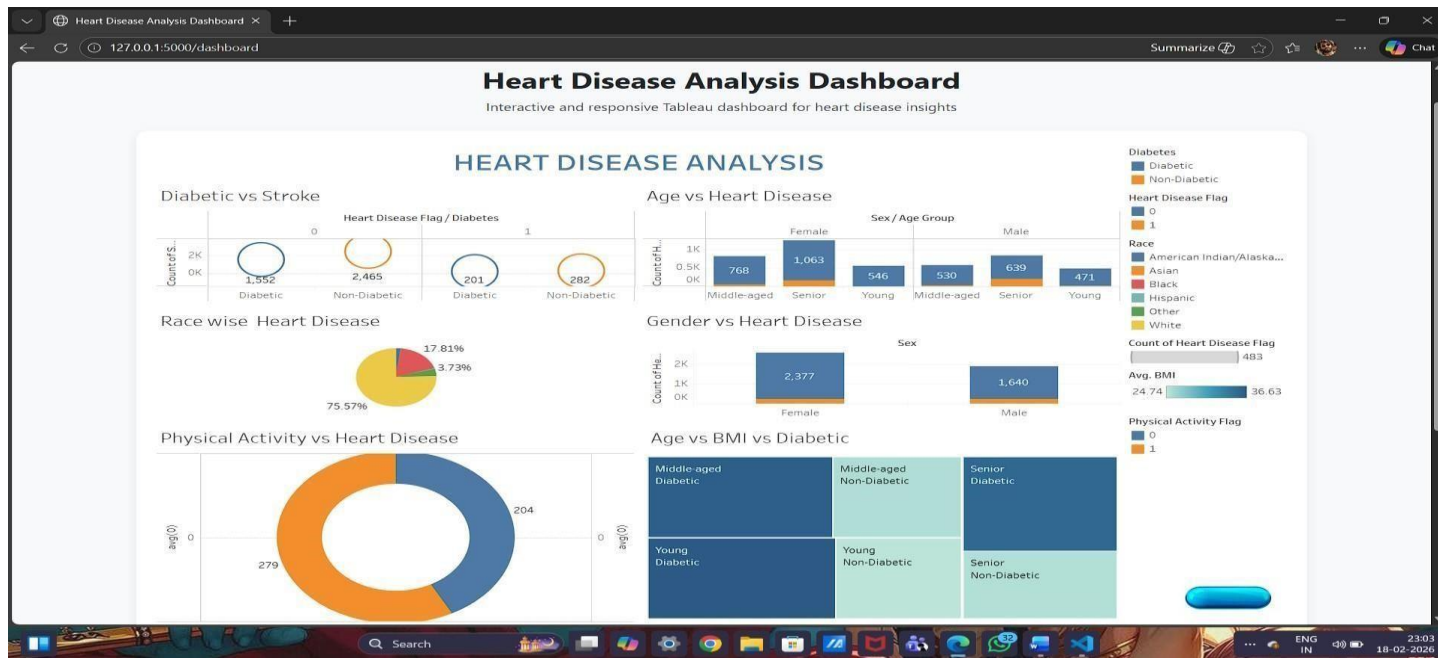 Heart Disease Analysis Dashboard
127.0.0.1:5000/dashboard
Summarize
Chat
Heart Disease Analysis Dashboard
Interactive and responsive Tableau dashboard for heart disease insights
HEART DISEASE ANALYSIS
Diabetic vs Stroke
Heart Disease Flag / Diabetes
0
1
Count of S...
2K
0K
1,552
2,465
201
282
Diabetic
Non-Diabetic
Diabetic
Non-Diabetic
Age vs Heart Disease
Sex / Age Group
Female
Male
Count of H...
1K
0.5K
0K
768
1,063
546
530
639
471
Middle-aged
Senior
Young
Middle-aged
Senior
Young
Race wise Heart Disease
17.81%
3.73%
75.57%
Gender vs Heart Disease
Sex
Count of He...
2K
1K
0K
2,377
1,640
Female
Male
Physical Activity vs Heart Disease
avg(0)
0
204
279
0
avg(0)
Age vs BMI vs Diabetic
Middle-aged
Diabetic
Middle-aged
Non-Diabetic
Senior
Diabetic
Young
Diabetic
Young
Non-Diabetic
Senior
Non-Diabetic
Diabetes
Diabetic
Non-Diabetic
Heart Disease Flag
0
1
Race
American Indian/Alaska...
Asian
Black
Hispanic
Other
White
Count of Heart Disease Flag
483
Avg. BMI
24.74
36.63
Physical Activity Flag
0
1
Search
32
ENG
IN
23:03
18-02-2026